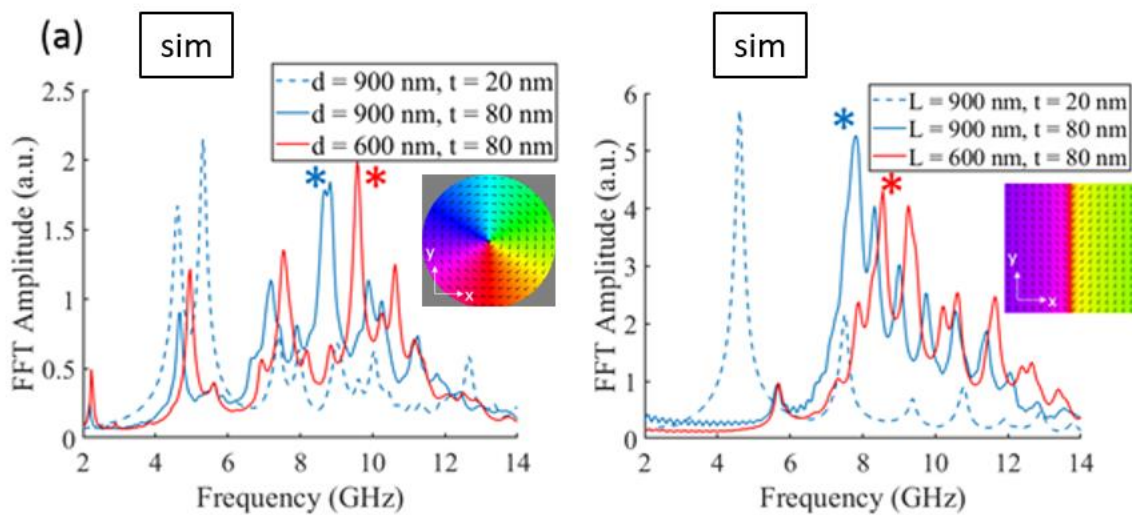 (a)
sim
sim
d = 900 nm, t = 20 nm
d = 900 nm, t = 80 nm
d = 600 nm, t = 80 nm
L = 900 nm, t = 20 nm
L = 900 nm, t = 80 nm
L = 600 nm, t = 80 nm
FFT Amplitude (a.u.)
2.5
2
1.5
1
0.5
0
*
*
y
x
2
4
6
8
10
12
14
Frequency (GHz)
FFT Amplitude (a.u.)
6
5
4
3
2
1
0
*
*
y
x
2
4
6
8
10
12
14
Frequency (GHz)